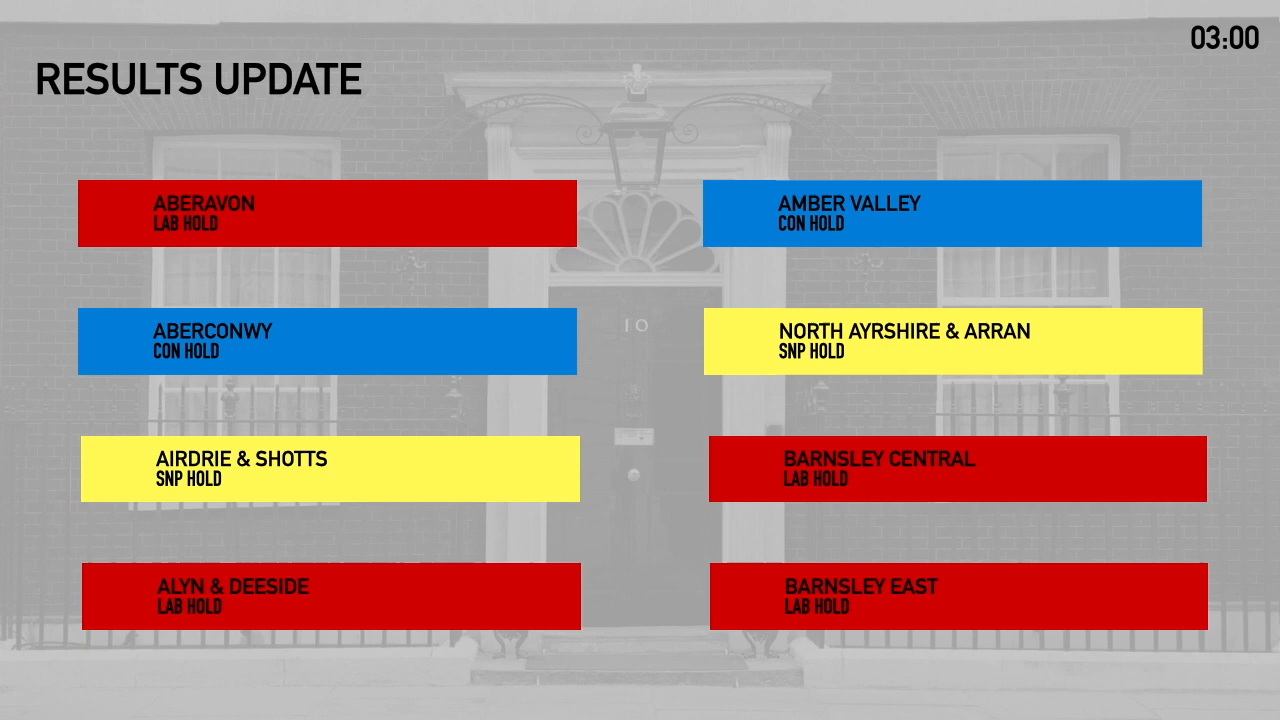 03:00
RESULTS UPDATE
ABERAVON
LAB HOLD
ABERCONWY
CON HOLD
AIRDRIE & SHOTTS
SNP HOLD
ALYN & DEESIDE
LAB HOLD
AMBER VALLEY
CON HOLD
NORTH AYRSHIRE & ARRAN
SNP HOLD
BARNSLEY CENTRAL
LAB HOLD
BARNSLEY EAST
LAB HOLD
10